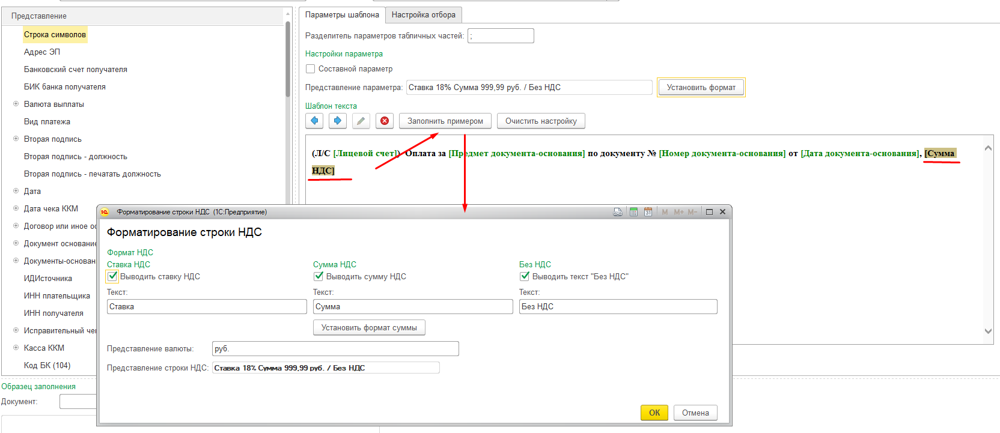 Представление
Строка символов
Адрес ЭП
Банковский счет получателя
БИК банка получателя
Валюта выплаты
Вид платежа
Вторая подпись
Вторая подпись - должность
Вторая подпись - печатать должность
Дата
Дата чека ККМ
Договор или иное ос
Документ основание
Документы-основан
ИДИсточника
ИНН плательщика
ИНН получателя
Исправительный че
Касса ККМ
Код БК (104)
Образец заполнения
Документ:
Параметры шаблона
Настройка отбора
Разделитель параметров табличных частей: ;
Настройки параметра
Составной параметр
Представление параметра: Ставка 18% Сумма 999,99 руб. / Без НДС
Установить формат
Шаблон текста
Заполнить примером
Очистить настройку
(Л/С [Лицевой счет]) Оплата за [Предмет документа-основания] по документу № [Номер документа-основания] от [Дата документа-основания], [Сумма
НДС]
Форматирование строки НДС (1С:Предприятие)
31
M M+ M-
Форматирование строки НДС
Формат НДС
Ставка НДС
Выводить ставку НДС
Текст:
Ставка
Сумма НДС
Выводить сумму НДС
Текст:
Сумма
Установить формат суммы
Без НДС
Выводить текст "Без НДС"
Текст:
Без НДС
Представление валюты: руб.
Представление строки НДС: Ставка 18% Сумма 999,99 руб. / Без НДС
ОК
Отмена